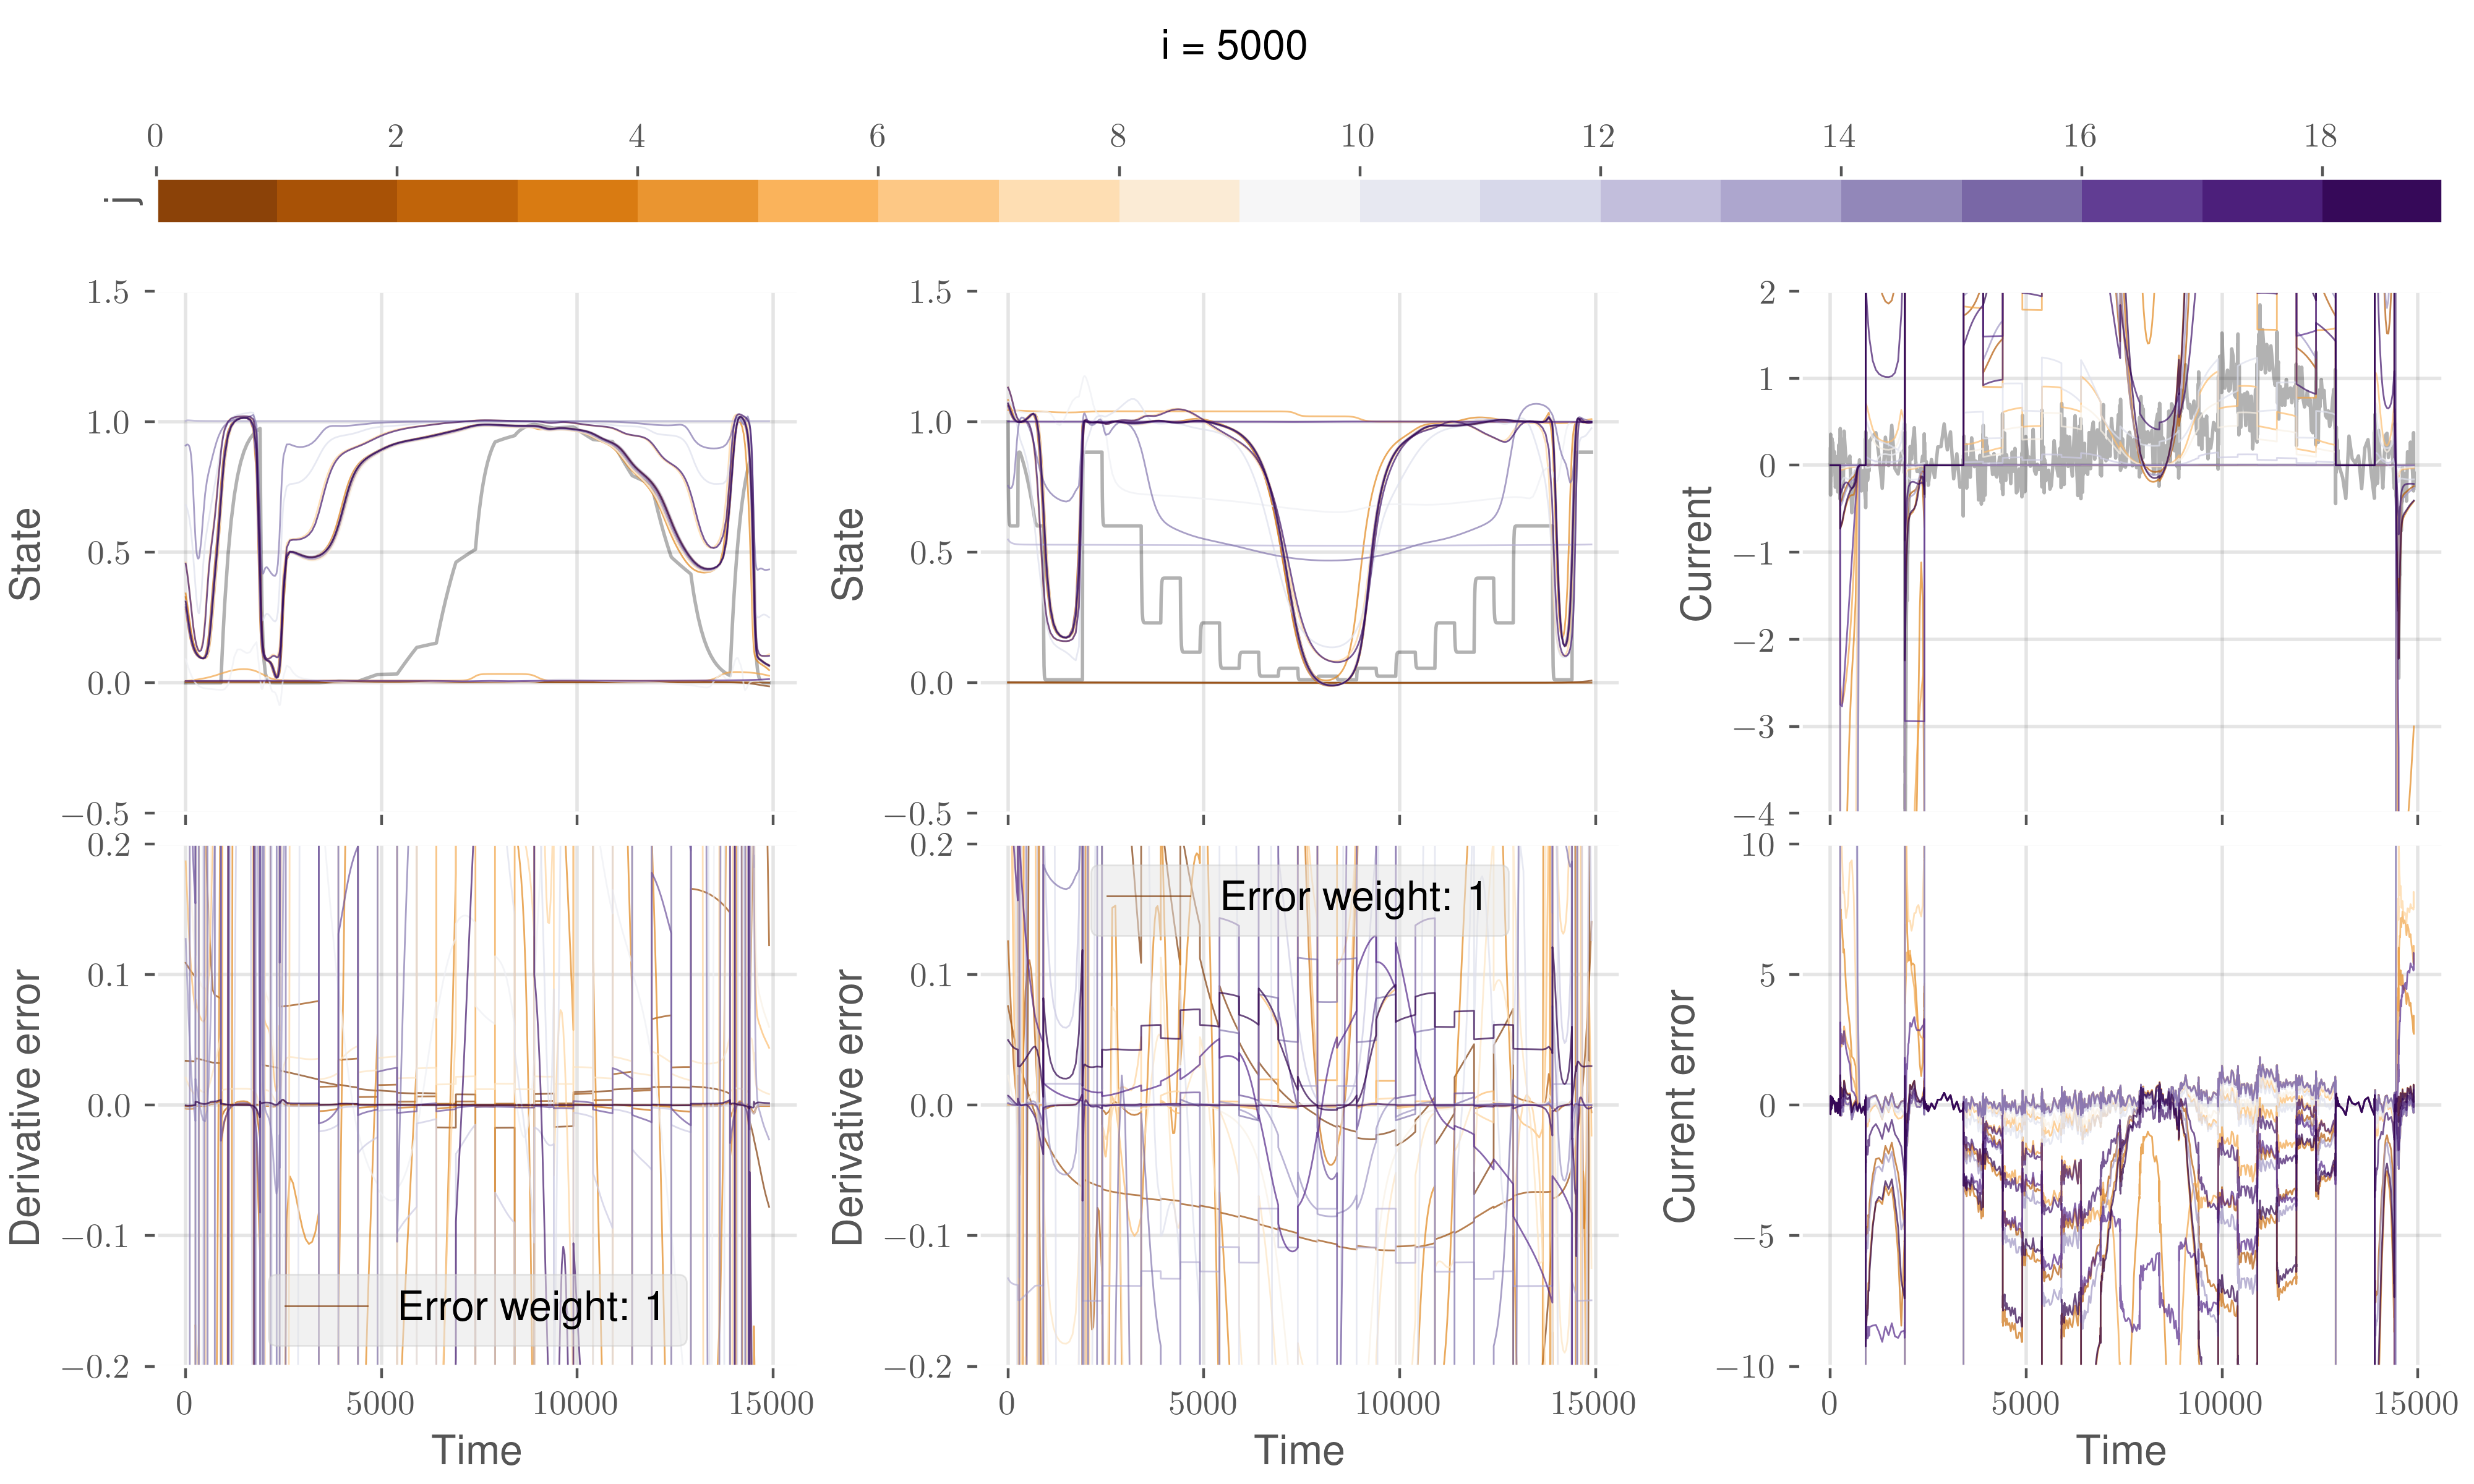 i = 5000
0 2 4 6 8 10 12 14 16 18
j
1.5 1.5 2
1.0 1.0 1
0.5 0.5 0
0.0 0.0 −1
−0.5 −0.5 −2
−3
−4
State State Current
0.2 0.2 10
0.1 0.1 5
0.0 0.0 0
−0.1 −0.1 −5
−0.2 −0.2 −10
Derivative error Derivative error Current error
Error weight: 1
Error weight: 1
0 5000 10000 15000 0 5000 10000 15000 0 5000 10000 15000
Time Time Time